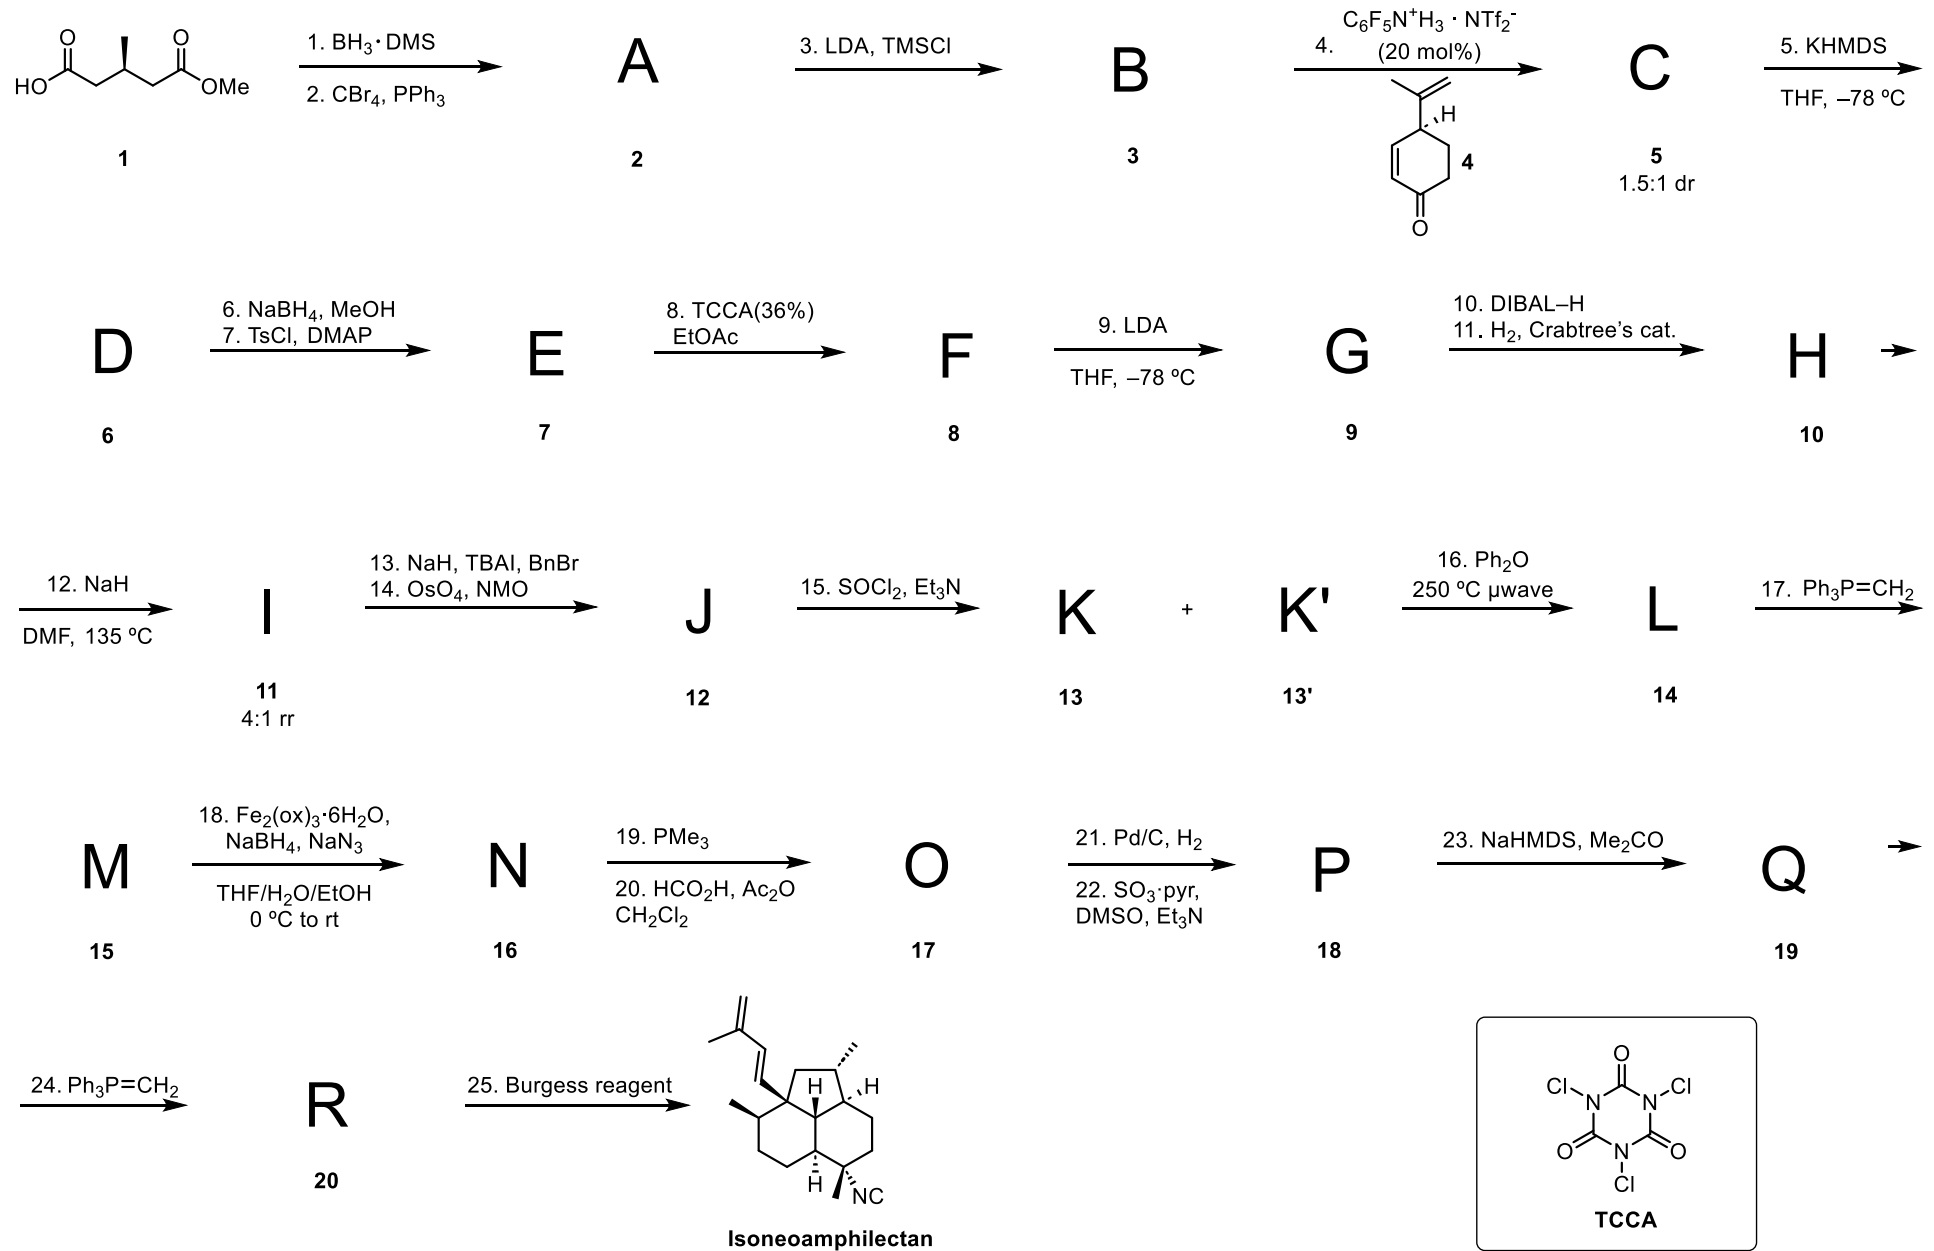 O
O
HO
OMe
1
1. BH₃·DMS
2. CBr₄, PPh₃
A
2
3. LDA, TMSCl
B
3
4.
C₆F₅N⁺H₃ · NTf₂⁻
(20 mol%)
H
4
O
C
5
1.5:1 dr
5. KHMDS
THF, –78 ºC
D
6
6. NaBH₄, MeOH
7. TsCl, DMAP
E
7
8. TCCA(36%)
EtOAc
F
8
9. LDA
THF, –78 ºC
G
9
10. DIBAL–H
11. H₂, Crabtree's cat.
H
10
12. NaH
DMF, 135 ºC
I
11
4:1 rr
13. NaH, TBAI, BnBr
14. OsO₄, NMO
J
12
15. SOCl₂, Et₃N
K
13
+
K'
13'
16. Ph₂O
250 ºC µwave
L
14
17. Ph₃P=CH₂
M
15
18. Fe₂(ox)₃·6H₂O,
NaBH₄, NaN₃
THF/H₂O/EtOH
0 ºC to rt
N
16
19. PMe₃
20. HCO₂H, Ac₂O
CH₂Cl₂
O
17
21. Pd/C, H₂
22. SO₃·pyr,
DMSO, Et₃N
P
18
23. NaHMDS, Me₂CO
Q
19
24. Ph₃P=CH₂
R
20
25. Burgess reagent
H
H
H
NC
Isoneoamphilectan
O
Cl
Cl
N
N
O
N
O
Cl
TCCA